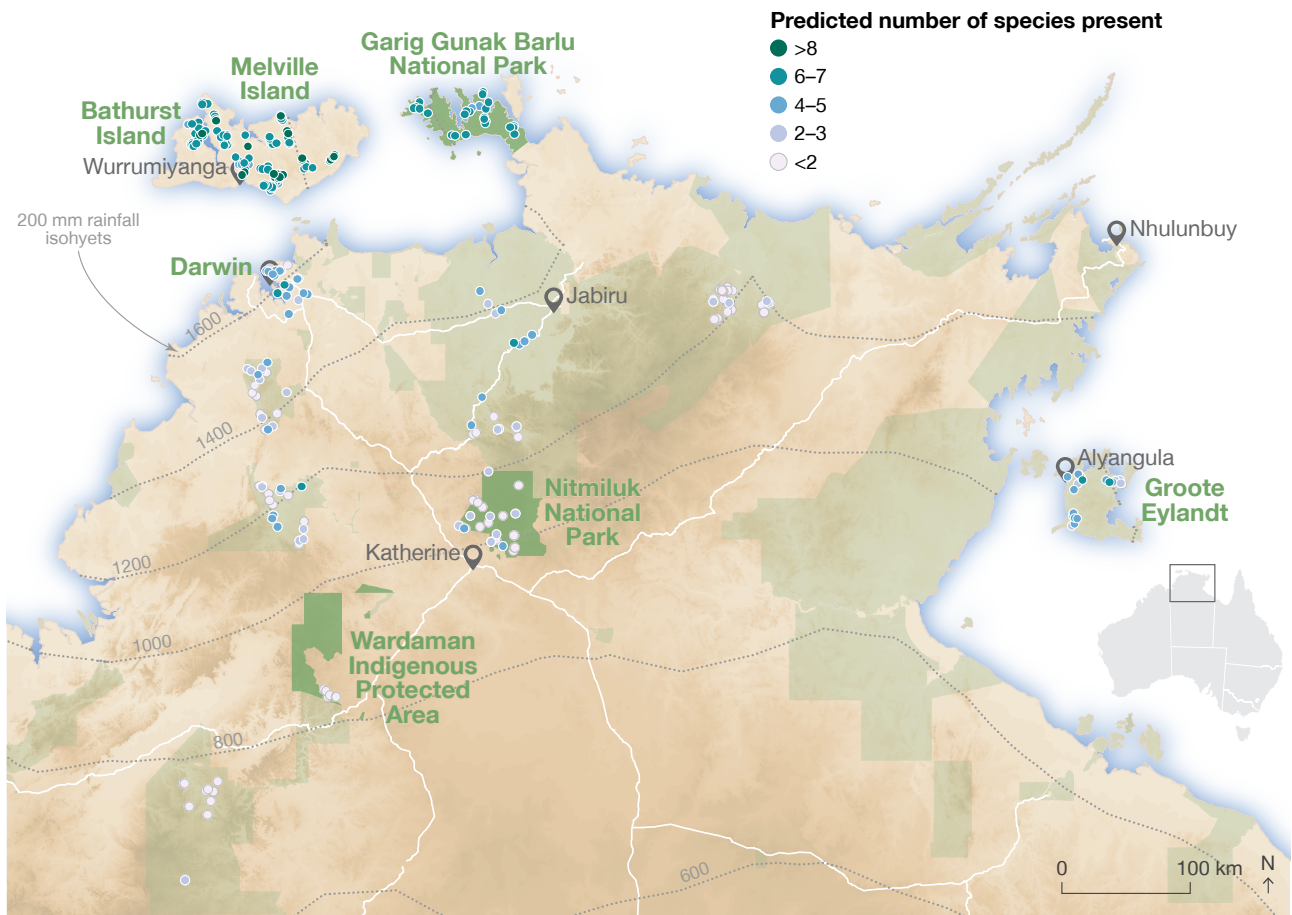 Predicted number of species present
>8
6–7
4–5
2–3
<2
Garig Gunak Barlu
National Park
Melville
Island
Bathurst
Island
Wurrumiyanga
200 mm rainfall
isohyets
Nhulunbuy
Darwin
Jabiru
1600
1400
Alyangula
Groote
Eylandt
Nitmiluk
National
Park
Katherine
1200
1000
Wardaman
Indigenous
Protected
Area
800
600
0 100 km
N